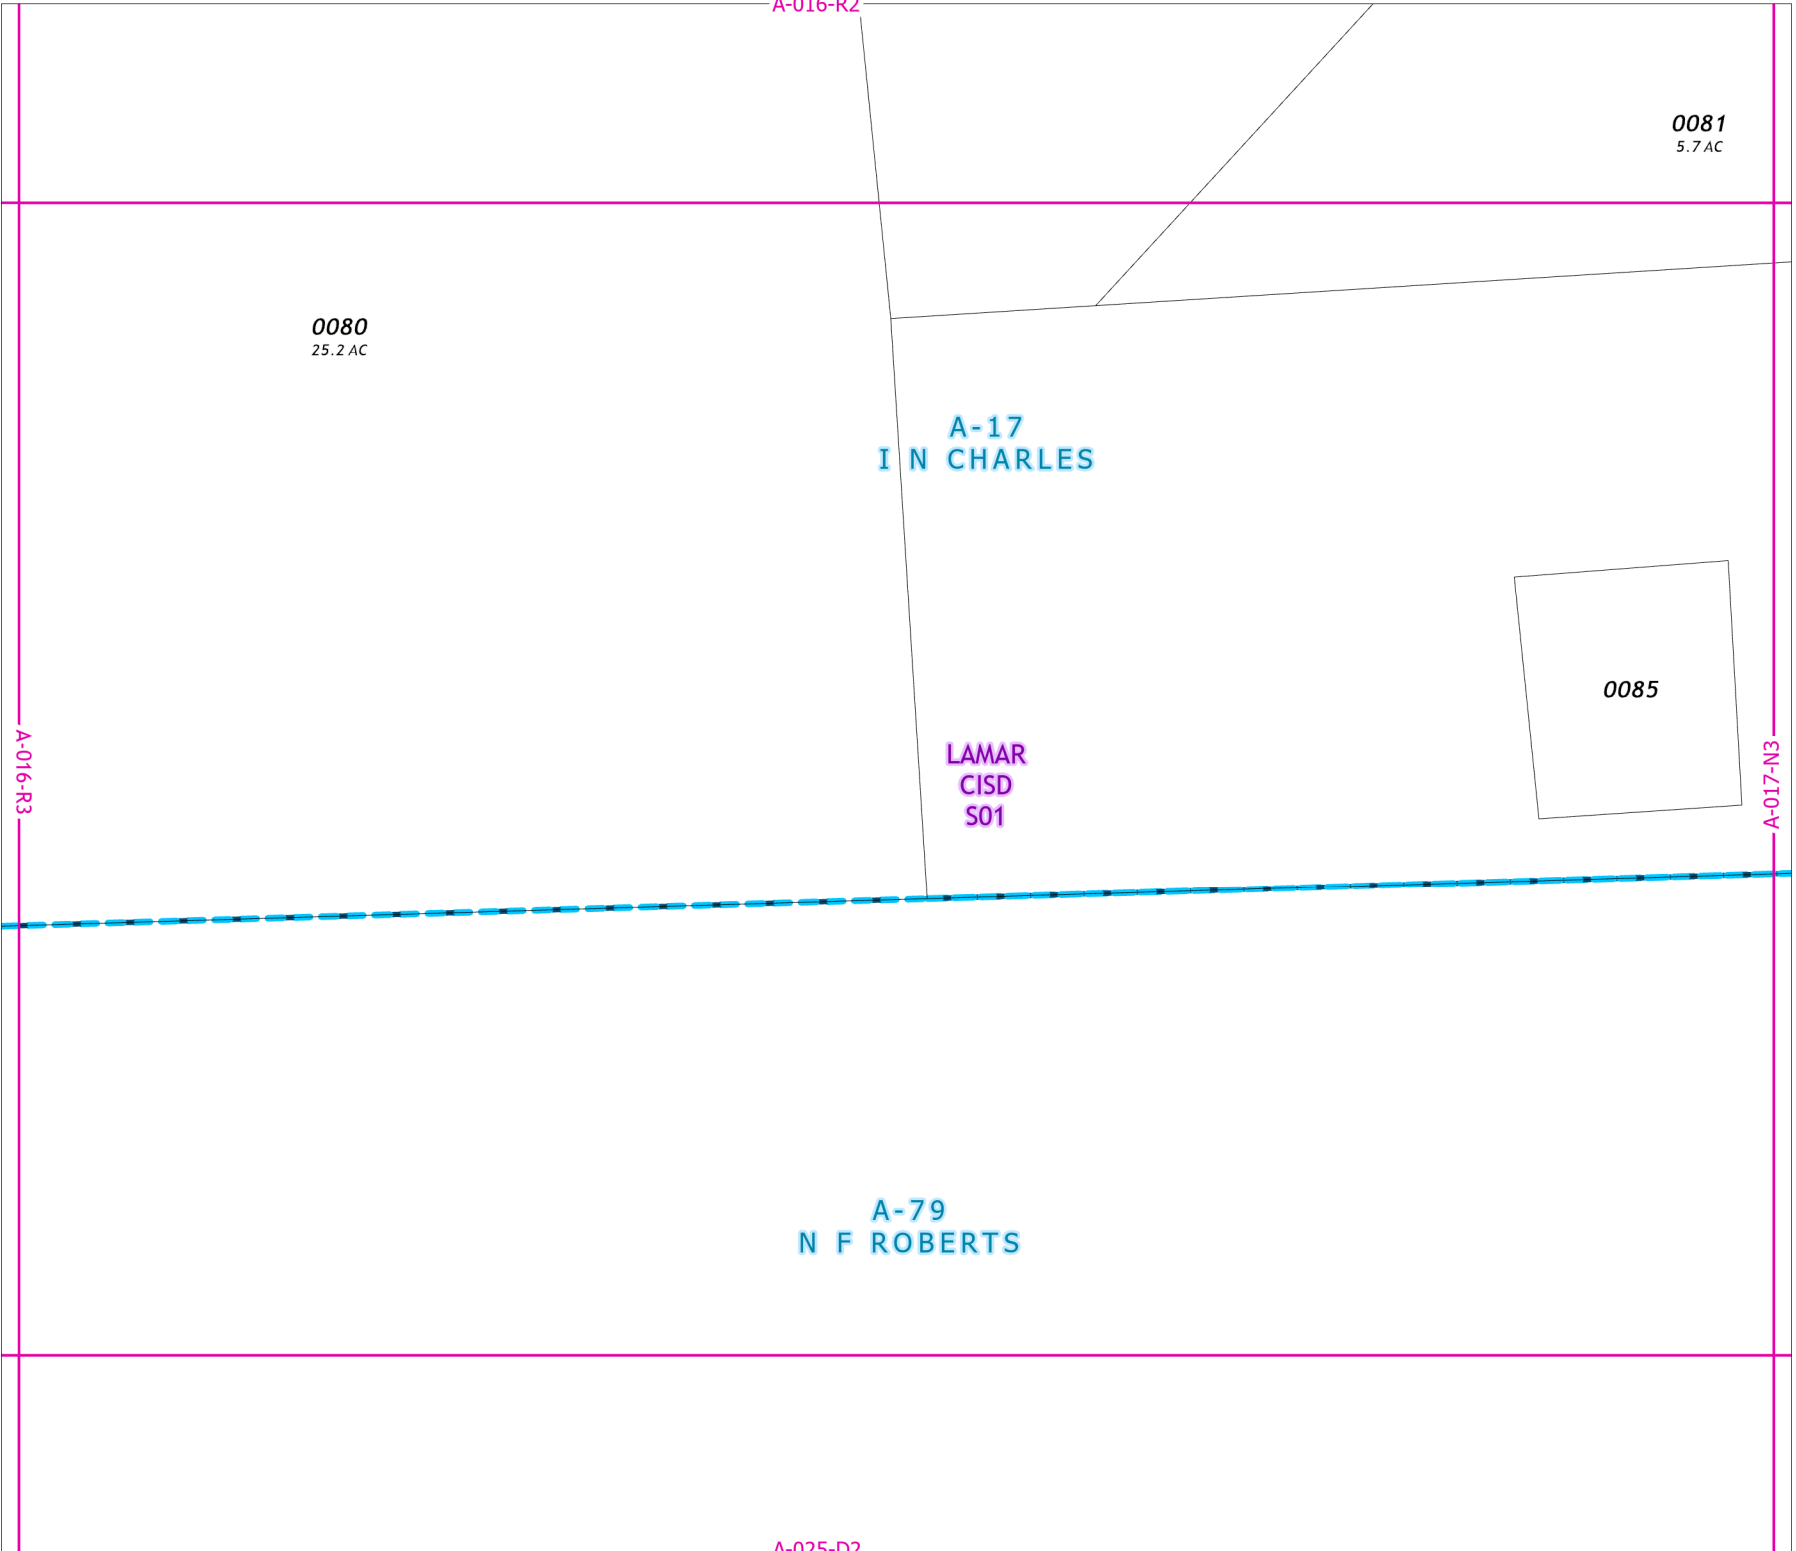 A-016-R2
0081
5.7 AC
0080
25.2 AC
A-17
I N CHARLES
0085
LAMAR
CISD
S01
A-016-R3
A-017-N3
A-79
N F ROBERTS
A-025-D2